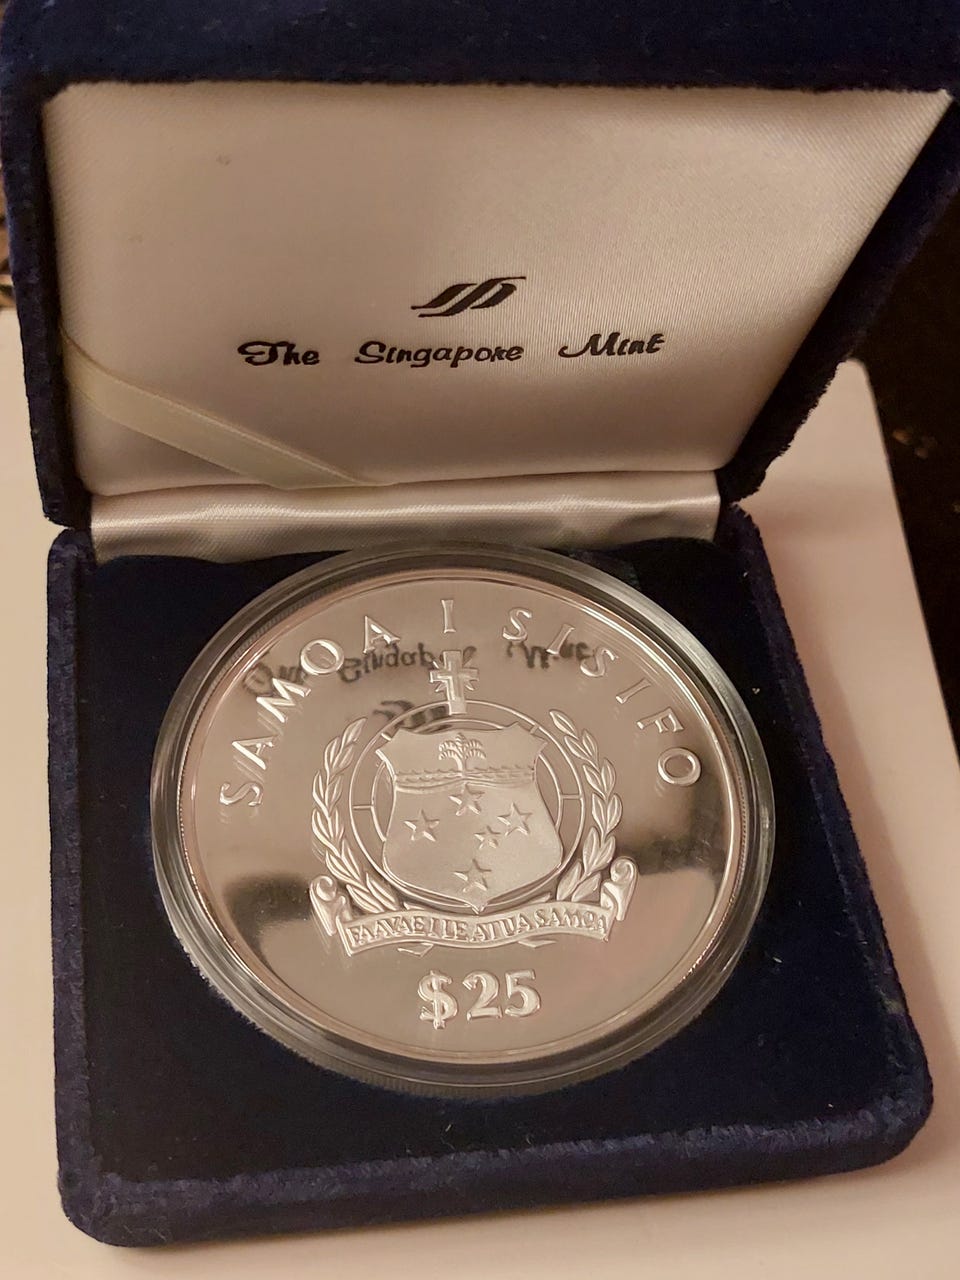 The Singapore Mint
SAMOA I SISIFO
FAAVAE I LE ATUA SAMOA
$25